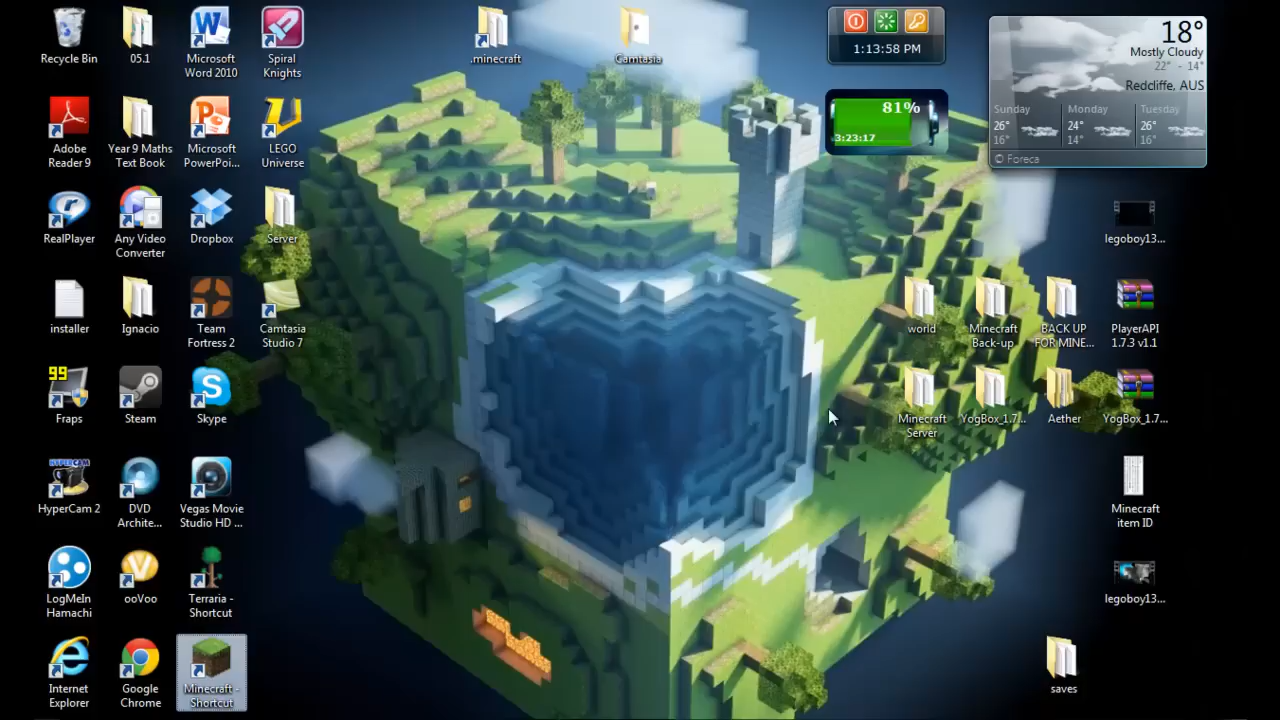 Recycle Bin
05.1
Microsoft
Word 2010
Spiral
Knights
.minecraft
Camtasia
1:13:58 PM
18°
Mostly Cloudy
22° - 14°
Redcliffe, AUS
Sunday
26°
16°
Monday
24°
14°
Tuesday
26°
16°
© Foreca
81%
3:23:17
Adobe
Reader 9
Year 9 Maths
Text Book
Microsoft
PowerPoi...
LEGO
Universe
RealPlayer
Any Video
Converter
Dropbox
Server
legoboy13...
installer
Ignacio
Team
Fortress 2
Camtasia
Studio 7
world
Minecraft
Back-up
BACK UP
FOR MINE...
PlayerAPI
1.7.3 v1.1
99
Fraps
Steam
Skype
Minecraft
Server
YogBox_1.7...
Aether
YogBox_1.7...
HYPERCAM
HyperCam 2
DVD
Archite...
Vegas Movie
Studio HD ...
Minecraft
item ID
LogMeIn
Hamachi
ooVoo
Terraria -
Shortcut
legoboy13...
Internet
Explorer
Google
Chrome
Minecraft -
Shortcut
saves